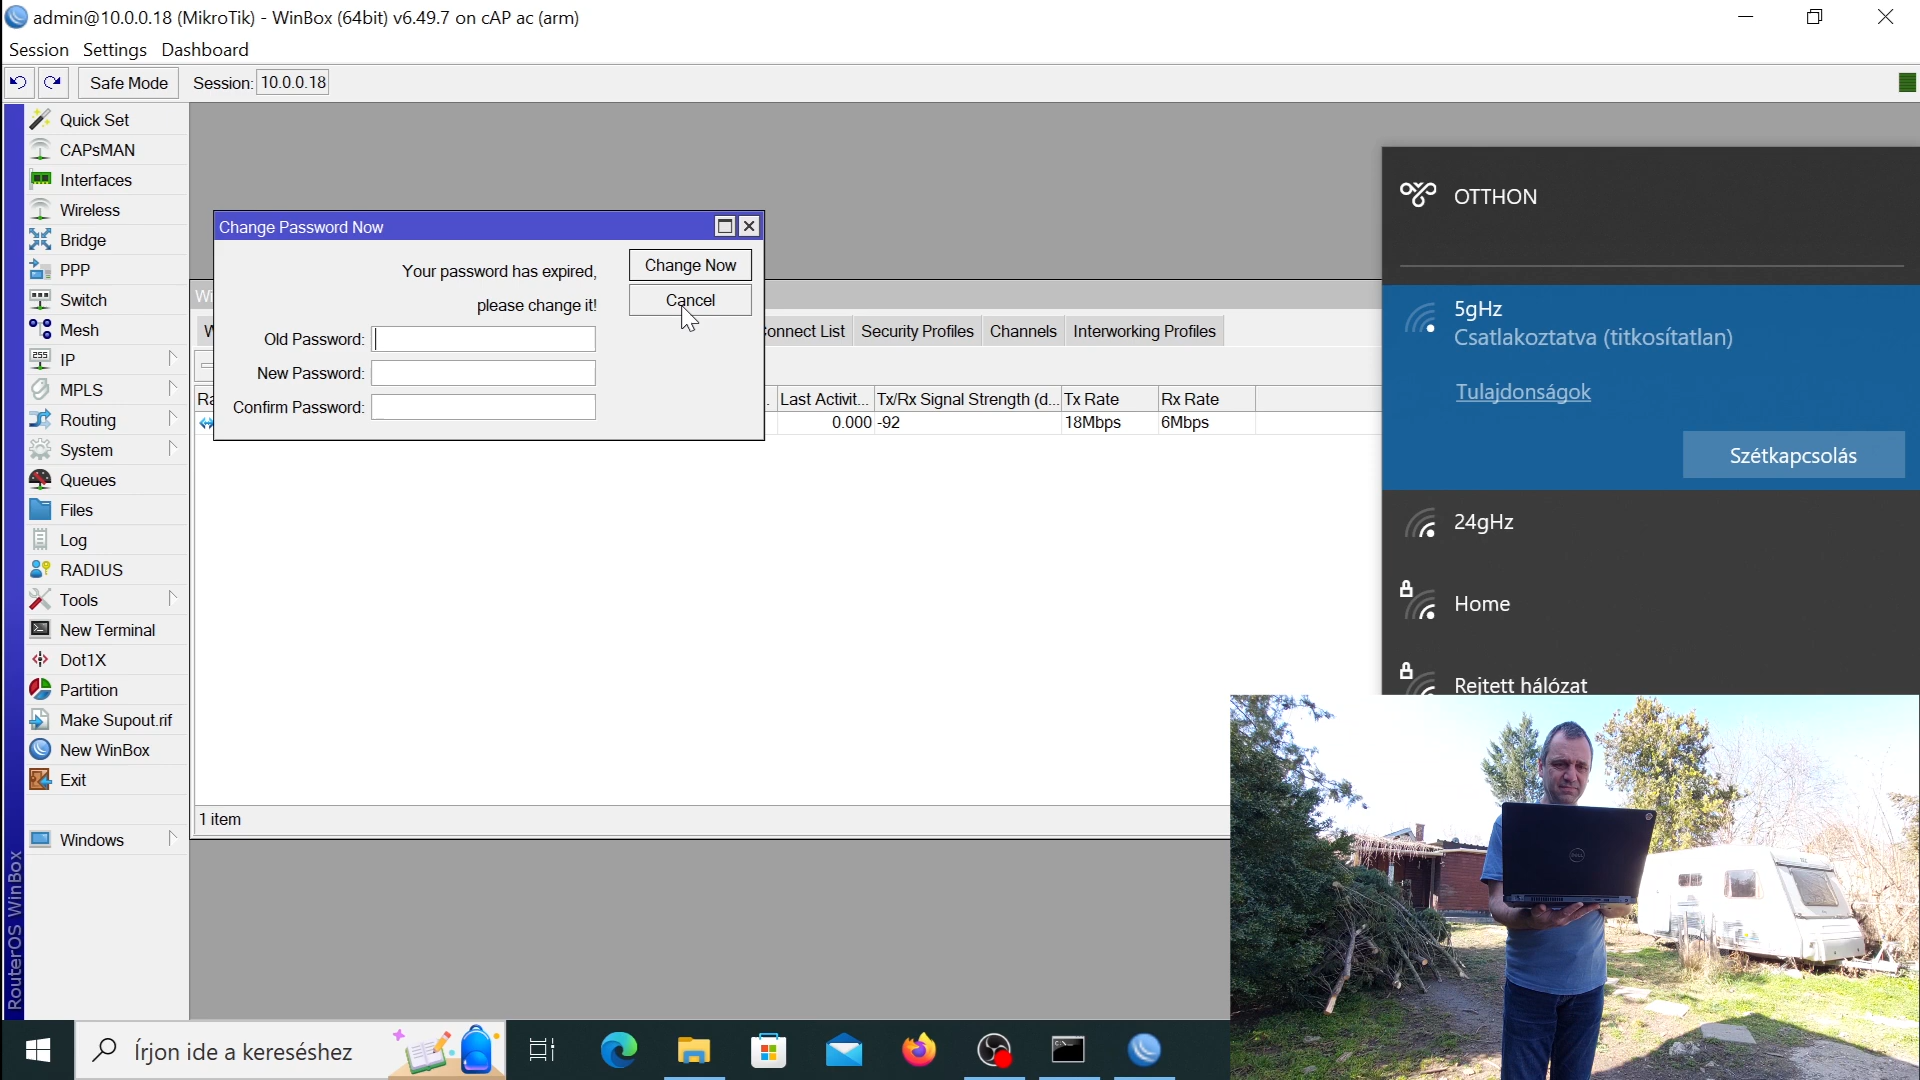 admin@10.0.0.18 (MikroTik) - WinBox (64bit) v6.49.7 on cAP ac (arm)
Session Settings Dashboard
Safe Mode Session: 10.0.0.18
Quick Set
CAPsMAN
Interfaces
Wireless
Bridge
PPP
Switch
Mesh
IP
MPLS
Routing
System
Queues
Files
Log
RADIUS
Tools
New Terminal
Dot1X
Partition
Make Supout.rif
New WinBox
Exit
Windows
RouterOS WinBox
Change Password Now
Your password has expired,
please change it!
Change Now
Cancel
Old Password:
New Password:
Confirm Password:
Connect List Security Profiles Channels Interworking Profiles
Last Activit... Tx/Rx Signal Strength (d... Tx Rate Rx Rate
0.000 -92 18Mbps 6Mbps
1 item
OTTHON
5gHz
Csatlakoztatva (titkosítatlan)
Tulajdonságok
Szétkapcsolás
24gHz
Home
Rejtett hálózat
DELL
Írjon ide a kereséshez